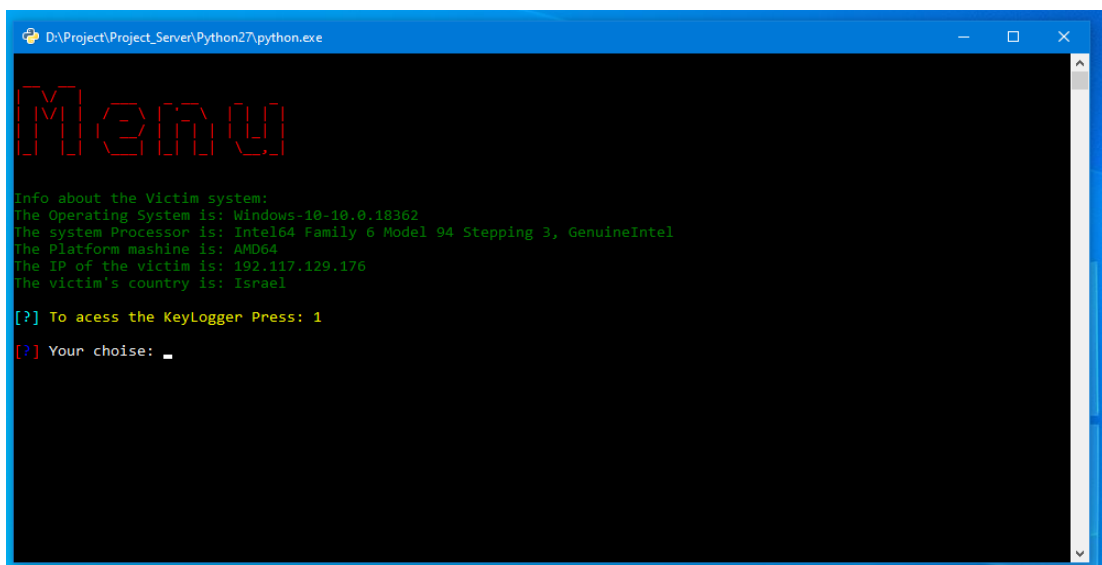 D:\Project\Project_Server\Python27\python.exe
Menu
Info about the Victim system:
The Operating System is: Windows-10-10.0.18362
The system Processor is: Intel64 Family 6 Model 94 Stepping 3, GenuineIntel
The Platform mashine is: AMD64
The IP of the victim is: 192.117.129.176
The victim's country is: Israel
[?] To acess the KeyLogger Press: 1
[?] Your choise: